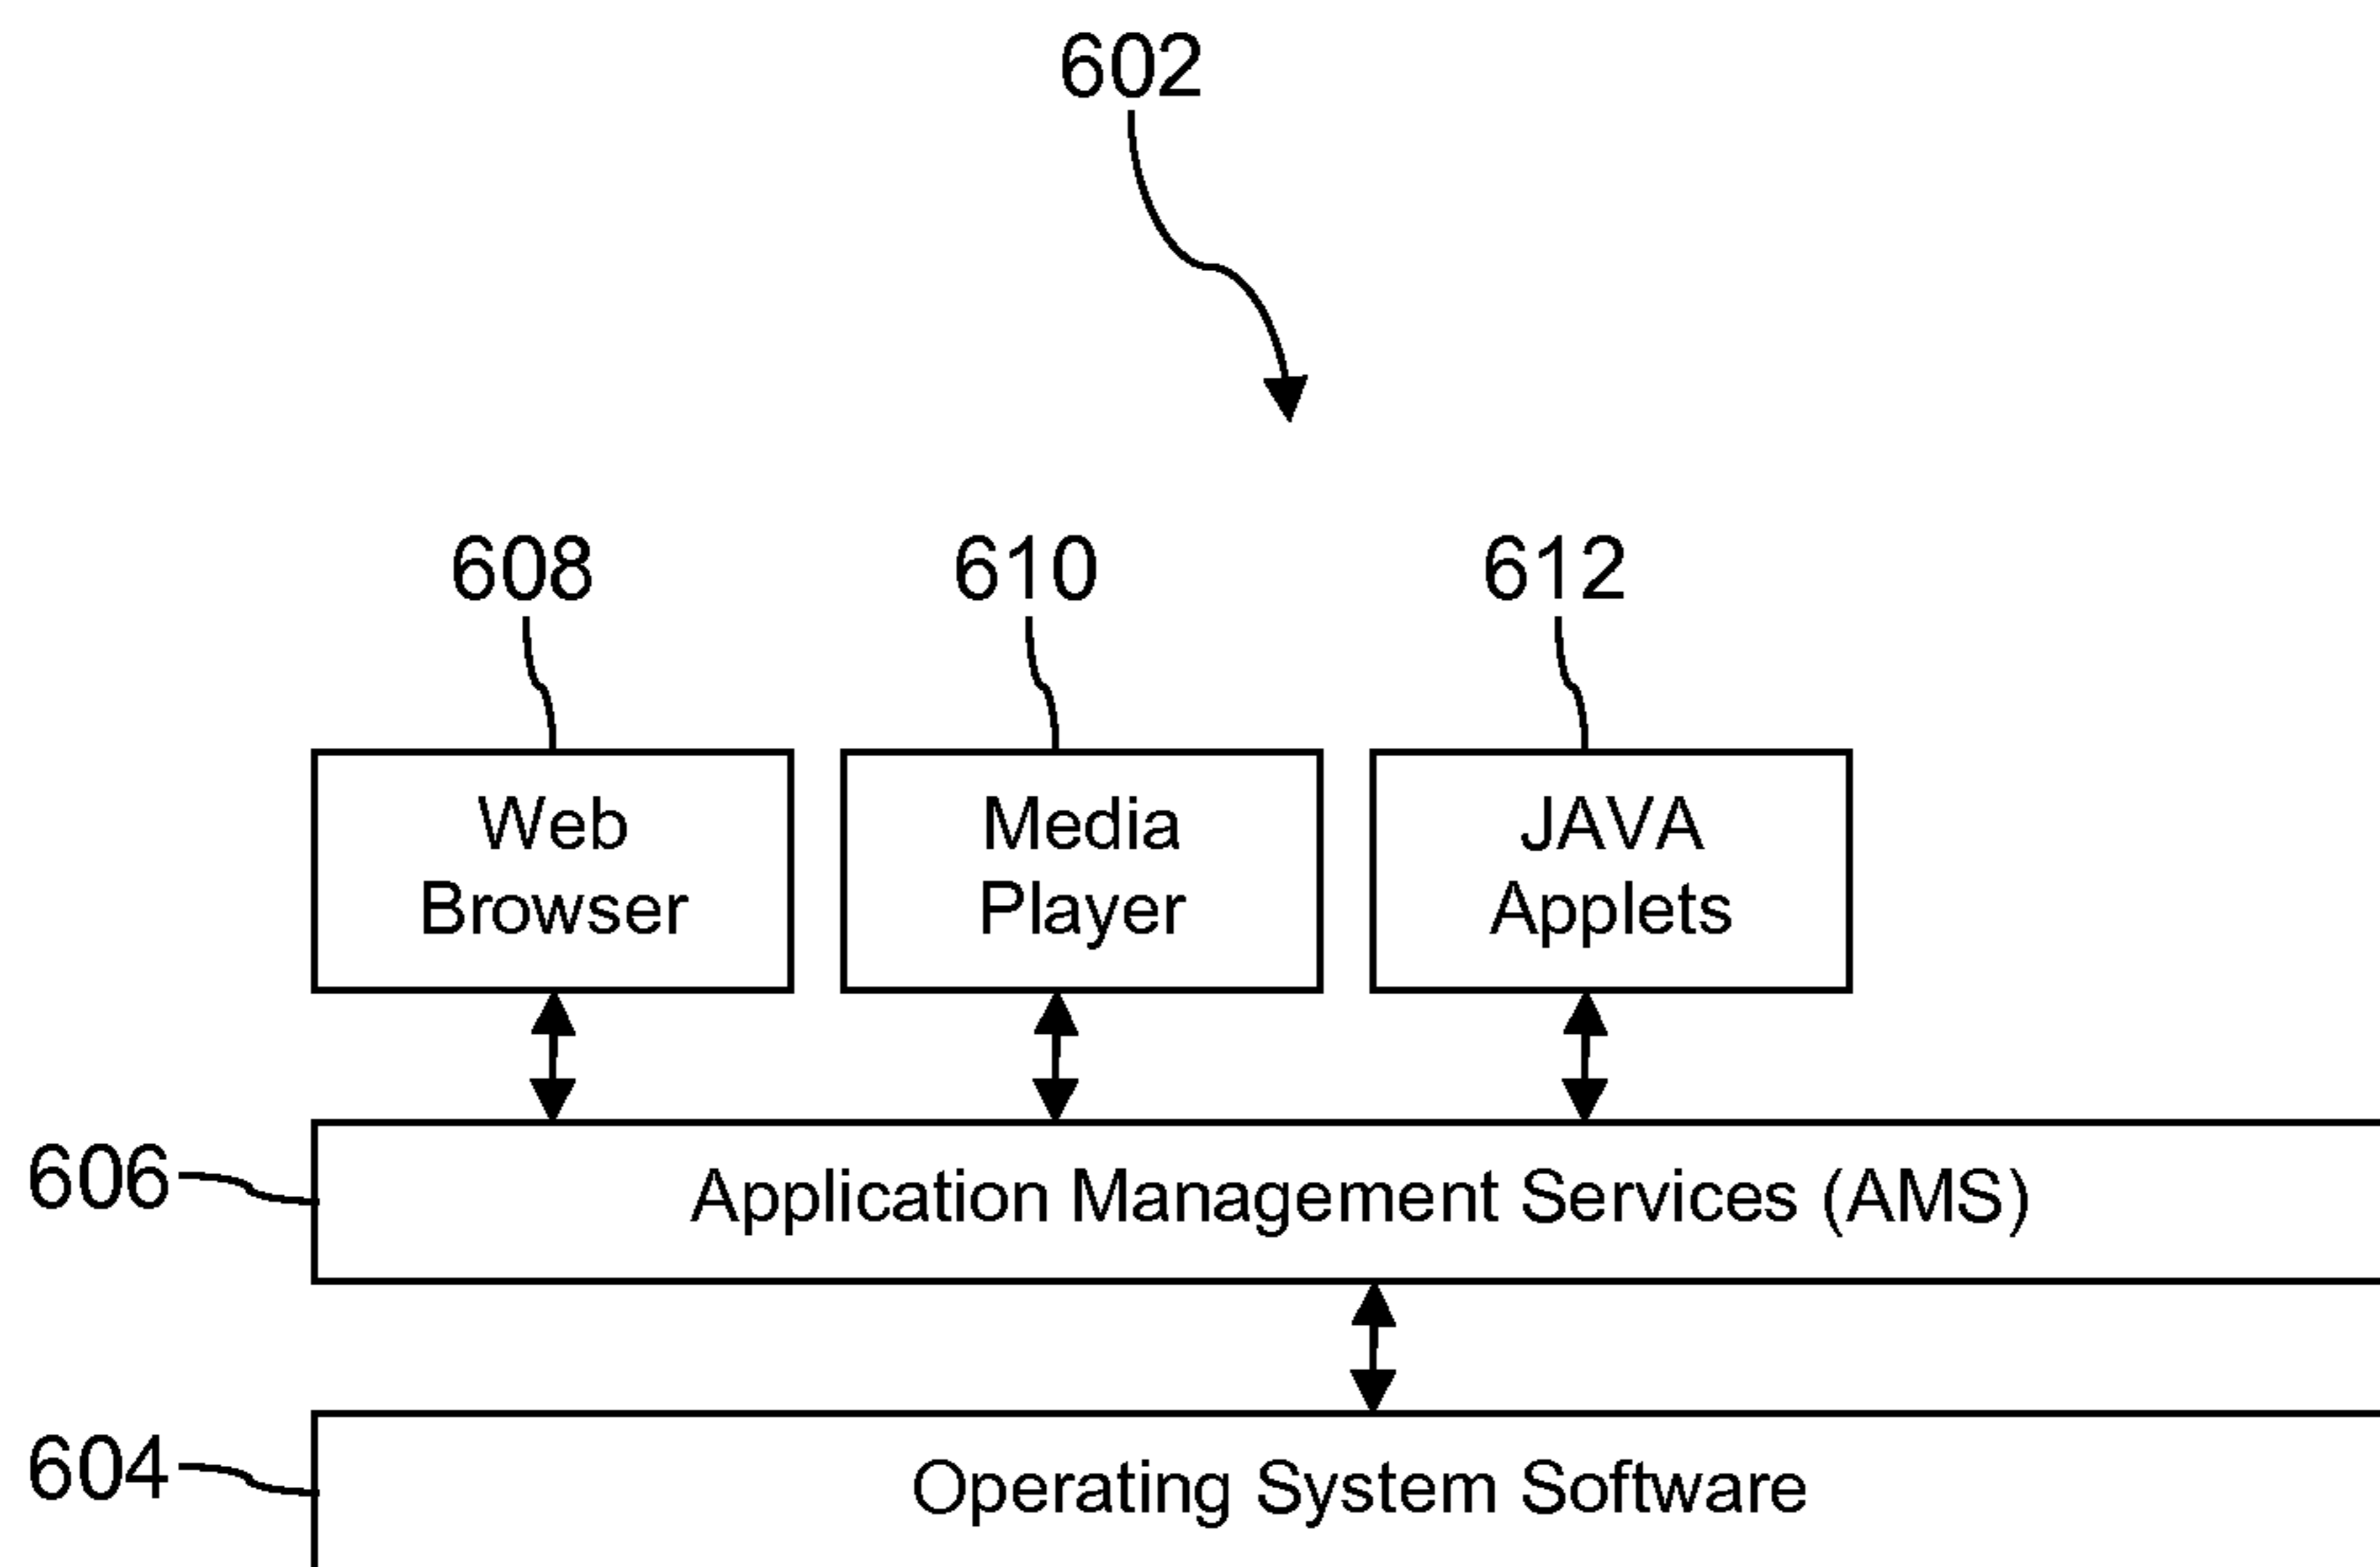 602
608
610
612
Web
Browser
Media
Player
JAVA
Applets
606
Application Management Services (AMS)
604
Operating System Software